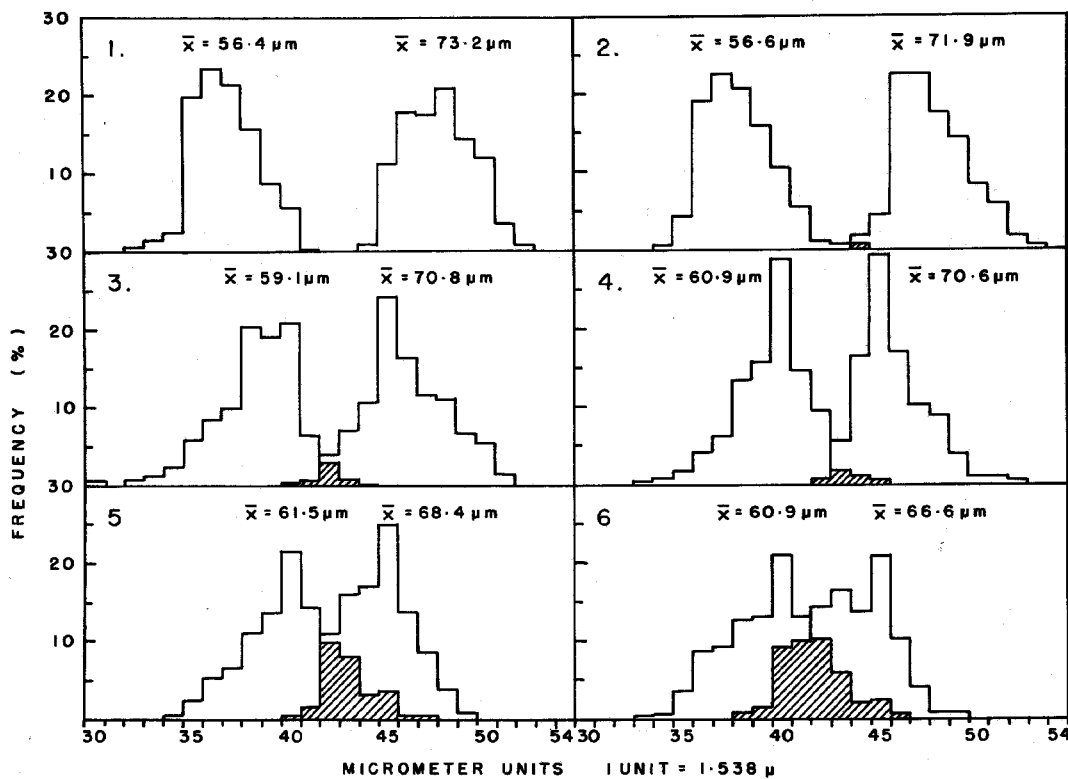 30
1. x̄ = 56.4 µm x̄ = 73.2 µm
2. x̄ = 56.6 µm x̄ = 71.9 µm
20
10
30
3. x̄ = 59.1 µm x̄ = 70.8 µm
4. x̄ = 60.9 µm x̄ = 70.6 µm
20
10
30
5 x̄ = 61.5 µm x̄ = 68.4 µm
6 x̄ = 60.9 µm x̄ = 66.6 µm
20
10
FREQUENCY (%)
30 35 40 45 50 54 30 35 40 45 50 54
MICROMETER UNITS 1 UNIT = 1.538 µ